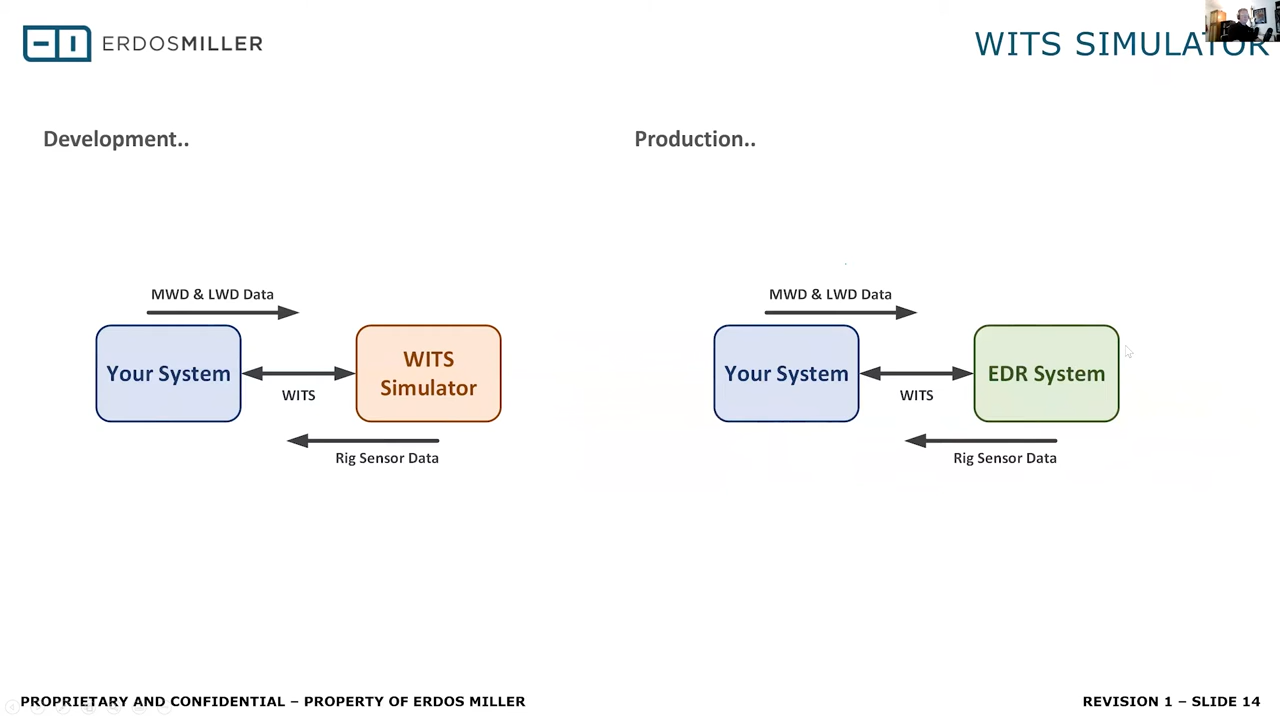 ERDOSMILLER
WITS SIMULATOR
Development..
Production..
MWD & LWD Data
Your System
WITS
Simulator
WITS
Rig Sensor Data
MWD & LWD Data
Your System
EDR System
WITS
Rig Sensor Data
PROPRIETARY AND CONFIDENTIAL – PROPERTY OF ERDOS MILLER
REVISION 1 – SLIDE 14